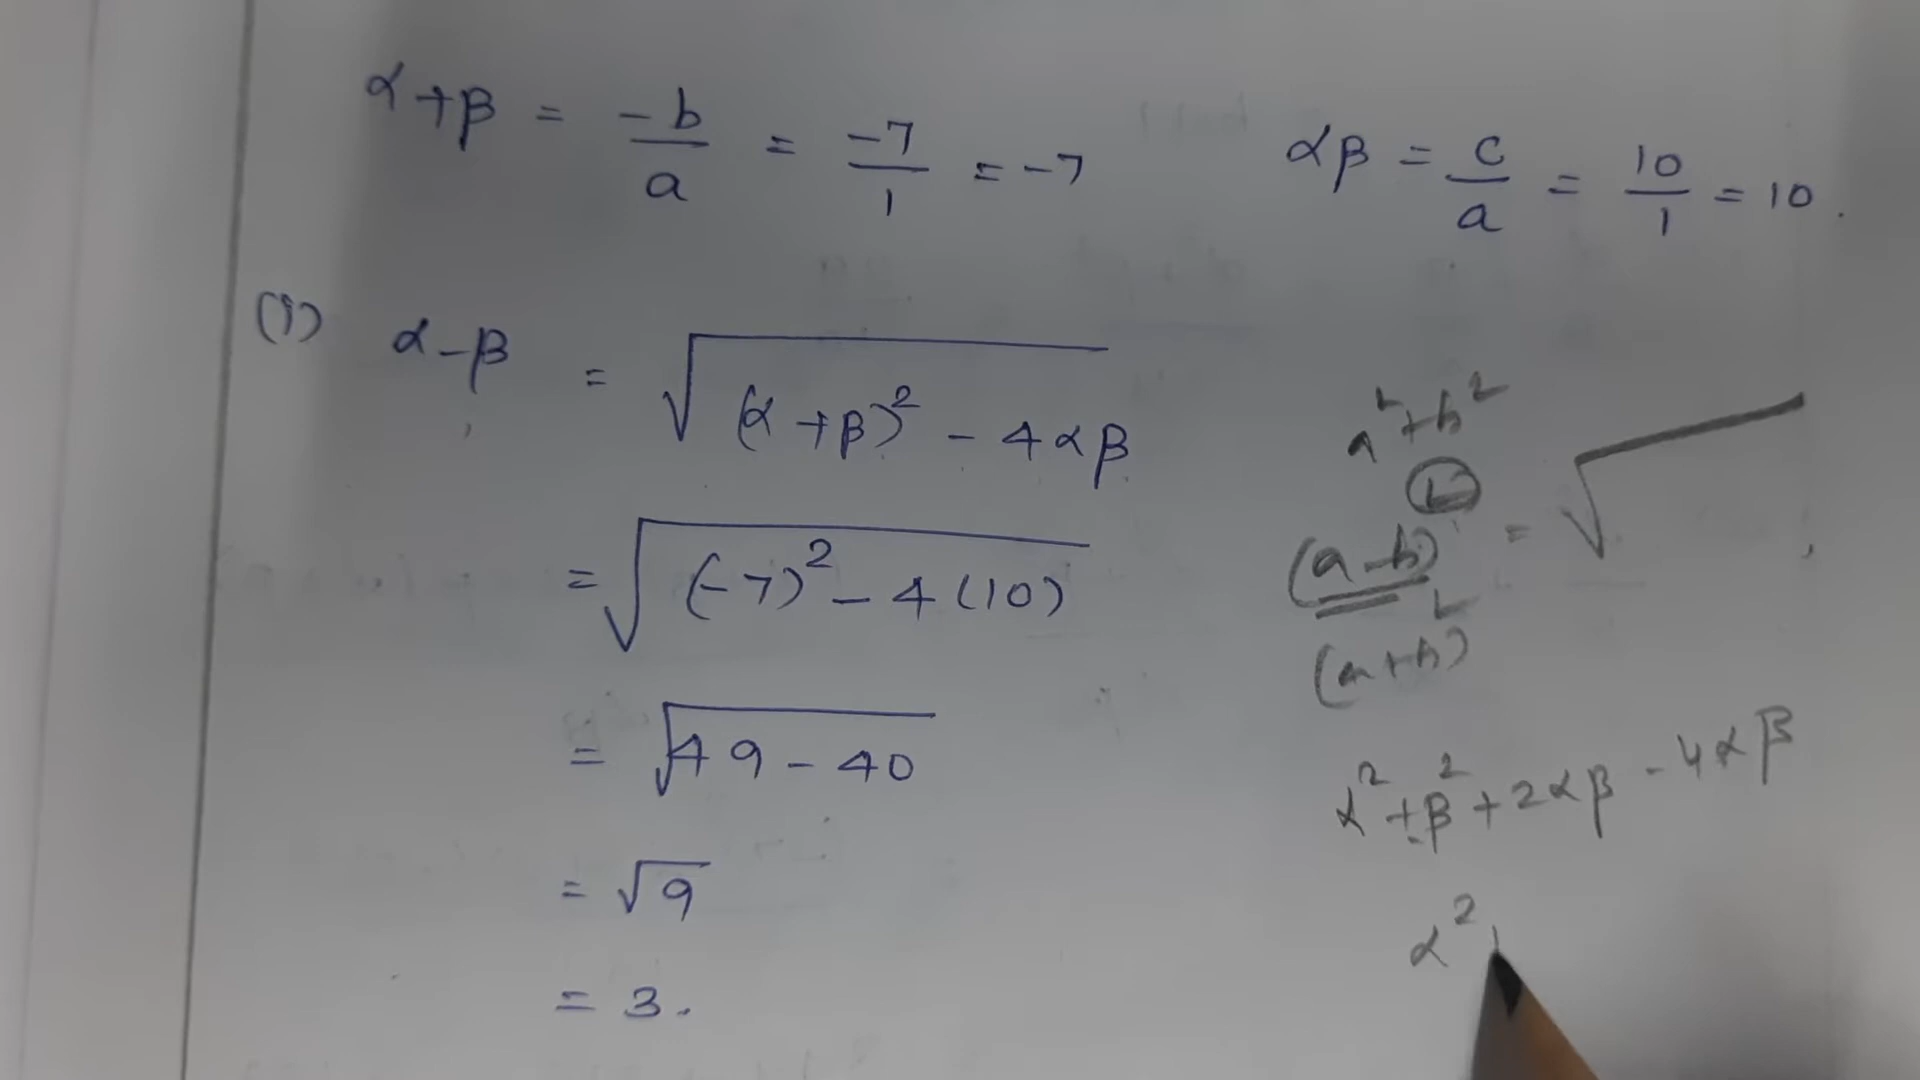 α+β = -b/a = -7/1 = -7
αβ = c/a = 10/1 = 10.
(i) α-β = √((α+β)² - 4αβ)
= √((-7)² - 4(10))
= √(49 - 40)
= √9
= 3.
a²+b²
(a-b)² = √
(a+b)²
α²+β²+2αβ - 4αβ
α²